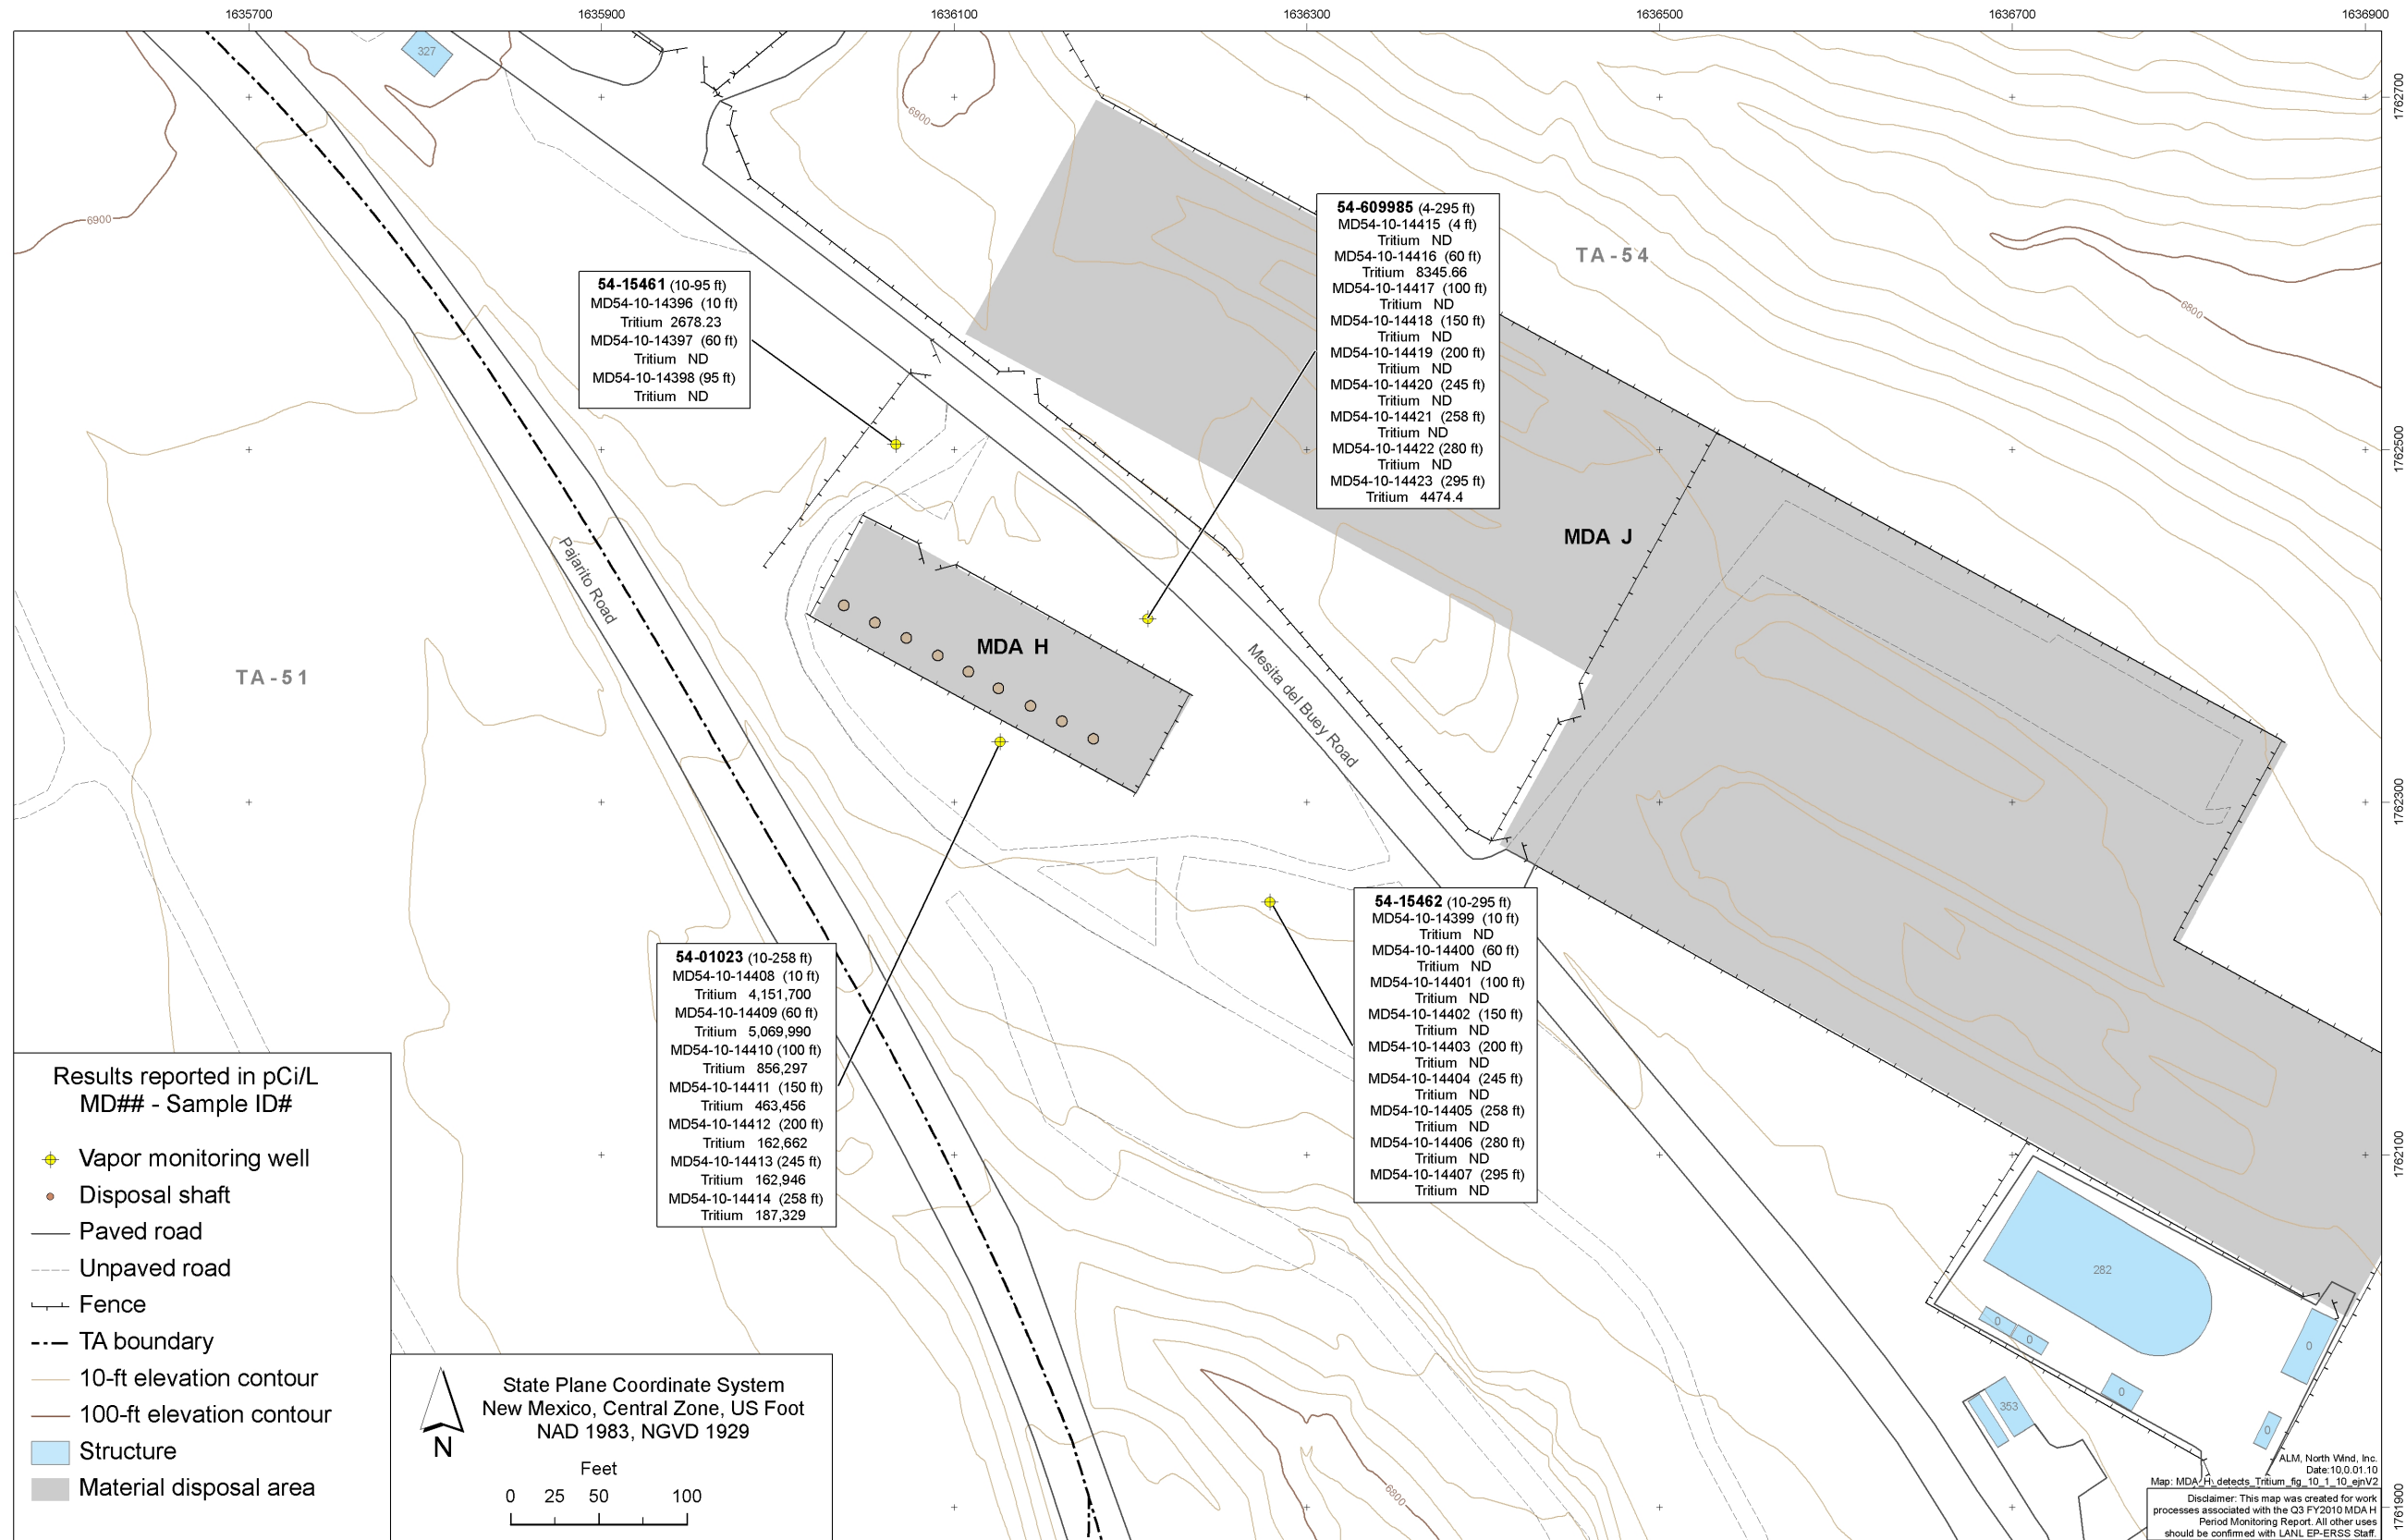 1635700
1635900
1636100
1636300
1636500
1636700
1636900
1762700
1762500
1762300
1762100
1761900
327
6900
6900
6800
TA-54
54-609985 (4-295 ft)
MD54-10-14415 (4 ft)
Tritium ND
MD54-10-14416 (60 ft)
Tritium 8345.66
MD54-10-14417 (100 ft)
Tritium ND
MD54-10-14418 (150 ft)
Tritium ND
MD54-10-14419 (200 ft)
Tritium ND
MD54-10-14420 (245 ft)
Tritium ND
MD54-10-14421 (258 ft)
Tritium ND
MD54-10-14422 (280 ft)
Tritium ND
MD54-10-14423 (295 ft)
Tritium 4474.4
54-15461 (10-95 ft)
MD54-10-14396 (10 ft)
Tritium 2678.23
MD54-10-14397 (60 ft)
Tritium ND
MD54-10-14398 (95 ft)
Tritium ND
MDA J
Pajarito Road
MDA H
Mesita del Buey Road
TA-51
54-15462 (10-295 ft)
MD54-10-14399 (10 ft)
Tritium ND
MD54-10-14400 (60 ft)
Tritium ND
MD54-10-14401 (100 ft)
Tritium ND
MD54-10-14402 (150 ft)
Tritium ND
MD54-10-14403 (200 ft)
Tritium ND
MD54-10-14404 (245 ft)
Tritium ND
MD54-10-14405 (258 ft)
Tritium ND
MD54-10-14406 (280 ft)
Tritium ND
MD54-10-14407 (295 ft)
Tritium ND
54-01023 (10-258 ft)
MD54-10-14408 (10 ft)
Tritium 4,151,700
MD54-10-14409 (60 ft)
Tritium 5,069,990
MD54-10-14410 (100 ft)
Tritium 856,297
MD54-10-14411 (150 ft)
Tritium 463,456
MD54-10-14412 (200 ft)
Tritium 162,662
MD54-10-14413 (245 ft)
Tritium 162,946
MD54-10-14414 (258 ft)
Tritium 187,329
282
0
0
0
0
0
353
6800
Results reported in pCi/L
MD## - Sample ID#
Vapor monitoring well
Disposal shaft
Paved road
Unpaved road
Fence
TA boundary
10-ft elevation contour
100-ft elevation contour
Structure
Material disposal area
N
State Plane Coordinate System
New Mexico, Central Zone, US Foot
NAD 1983, NGVD 1929
Feet
0 25 50 100
ALM, North Wind, Inc.
Date:10,0.01.10
Map: MDA_H_detects_Tritium_fig_10_1_10_ejnV2
Disclaimer: This map was created for work
processes associated with the Q3 FY2010 MDA H
Period Monitoring Report. All other uses
should be confirmed with LANL EP-ERSS Staff.